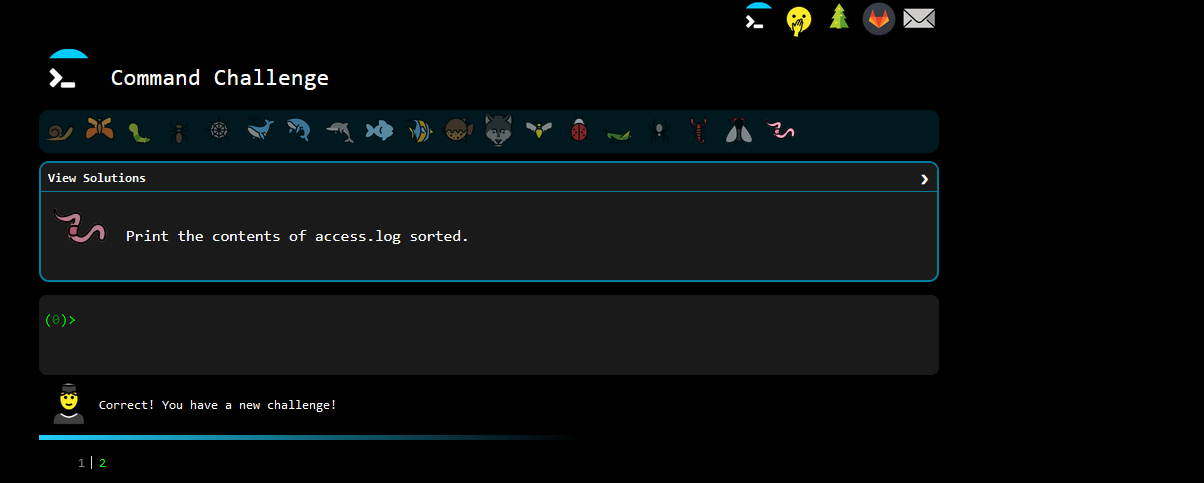 Command Challenge
View Solutions
Print the contents of access.log sorted.
(0)>
Correct! You have a new challenge!
1 2